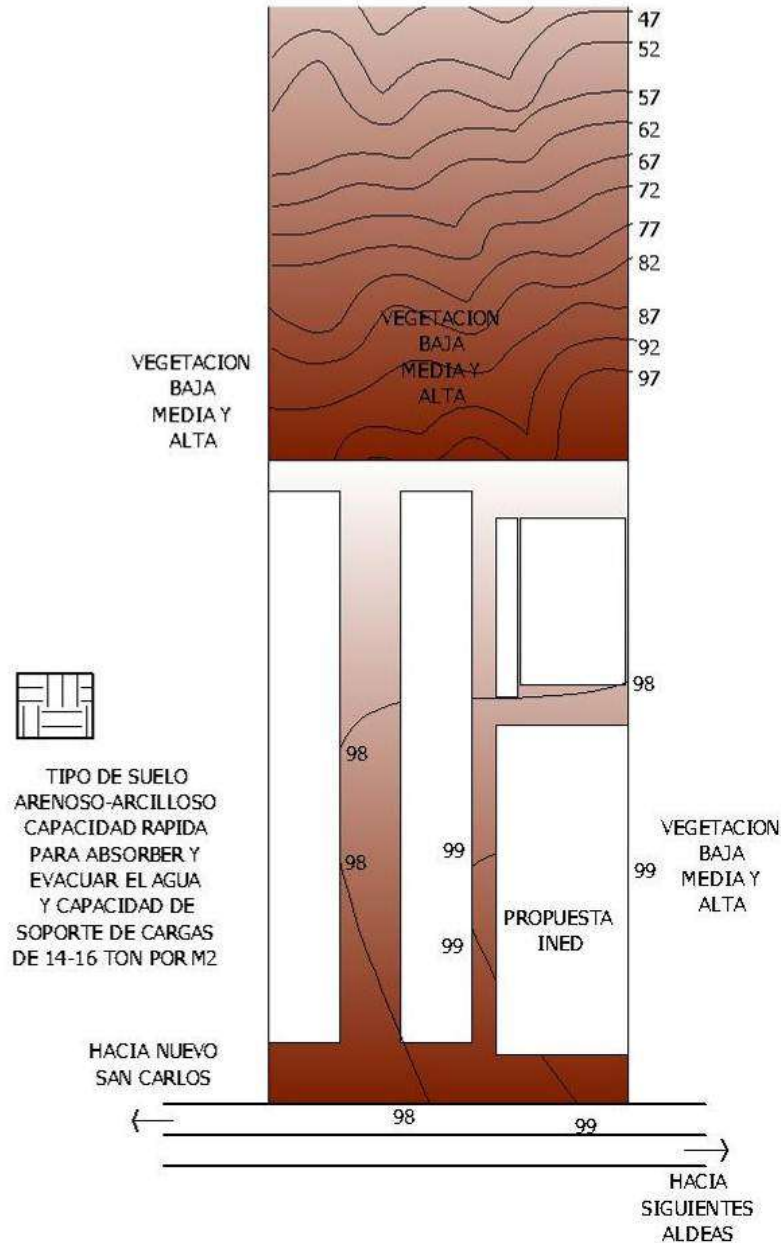 47
52
57
62
67
72
77
82
87
92
97
VEGETACION
BAJA
MEDIA Y
ALTA
VEGETACION
BAJA
MEDIA Y
ALTA
98
98
98
99
99
99
TIPO DE SUELO
ARENOSO-ARCILLOSO
CAPACIDAD RAPIDA
PARA ABSORBER Y
EVACUAR EL AGUA
Y CAPACIDAD DE
SOPORTE DE CARGAS
DE 14-16 TON POR M2
VEGETACION
BAJA
MEDIA Y
ALTA
PROPUESTA
INED
HACIA NUEVO
SAN CARLOS
98
99
HACIA
SIGUIENTES
ALDEAS